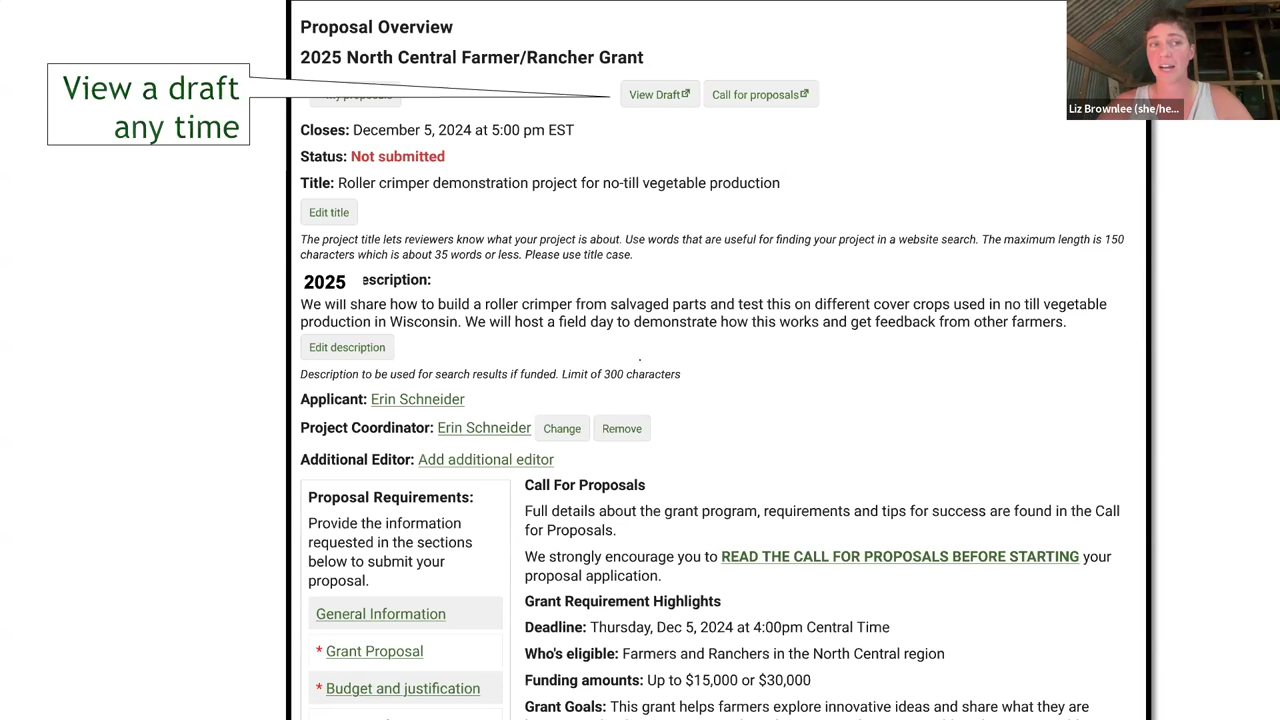 Proposal Overview
2025 North Central Farmer/Rancher Grant
View a draft
any time
View Draft
Call for proposals
Liz Brownlee (she/he...
Closes: December 5, 2024 at 5:00 pm EST
Status: Not submitted
Title: Roller crimper demonstration project for no-till vegetable production
Edit title
The project title lets reviewers know what your project is about. Use words that are useful for finding your project in a website search. The maximum length is 150
characters which is about 35 words or less. Please use title case.
2025 escription:
We will share how to build a roller crimper from salvaged parts and test this on different cover crops used in no till vegetable
production in Wisconsin. We will host a field day to demonstrate how this works and get feedback from other farmers.
Edit description
Description to be used for search results if funded. Limit of 300 characters
Applicant: Erin Schneider
Project Coordinator: Erin Schneider Change Remove
Additional Editor: Add additional editor
Proposal Requirements:
Provide the information
requested in the sections
below to submit your
proposal.
General Information
* Grant Proposal
* Budget and justification
Call For Proposals
Full details about the grant program, requirements and tips for success are found in the Call
for Proposals.
We strongly encourage you to READ THE CALL FOR PROPOSALS BEFORE STARTING your
proposal application.
Grant Requirement Highlights
Deadline: Thursday, Dec 5, 2024 at 4:00pm Central Time
Who's eligible: Farmers and Ranchers in the North Central region
Funding amounts: Up to $15,000 or $30,000
Grant Goals: This grant helps farmers explore innovative ideas and share what they are